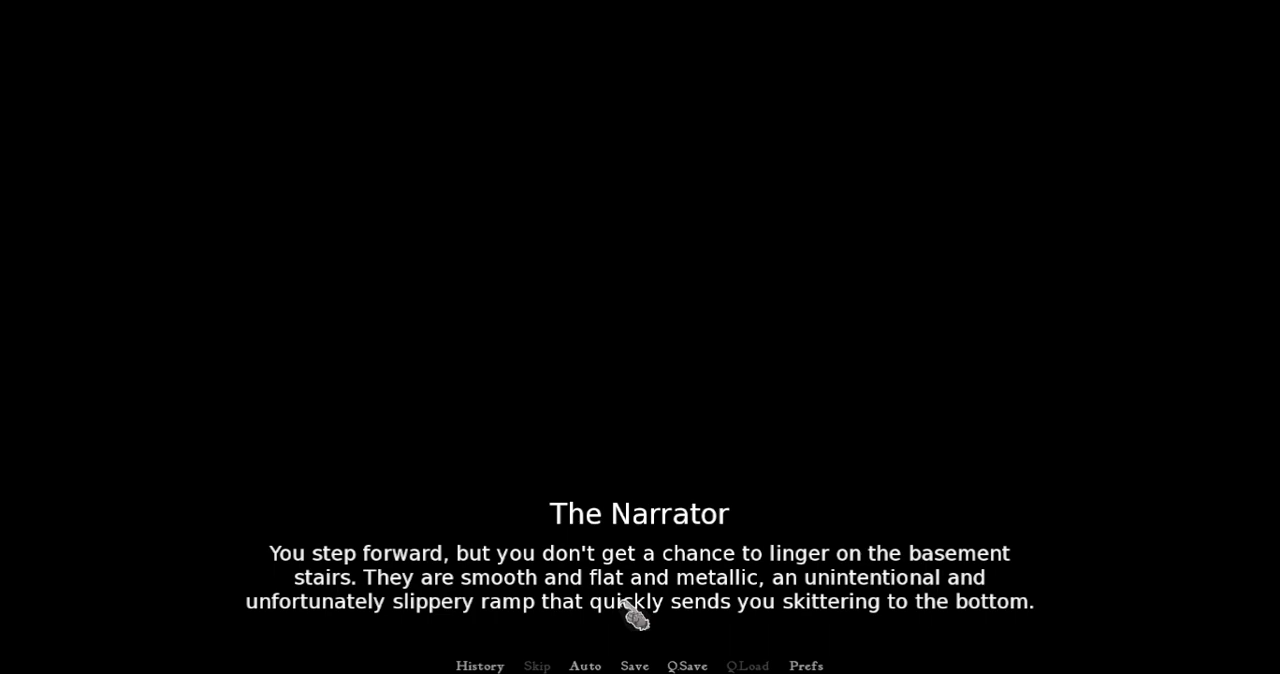 The Narrator
You step forward, but you don't get a chance to linger on the basement
stairs. They are smooth and flat and metallic, an unintentional and
unfortunately slippery ramp that quickly sends you skittering to the bottom.
History Skip Auto Save Q.Save Q.Load Prefs